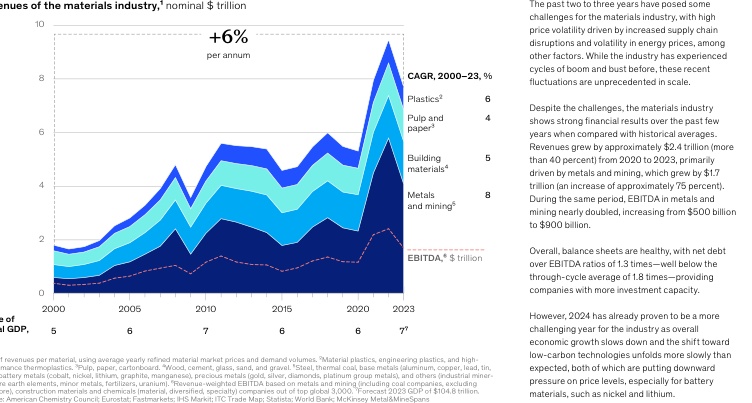 enues of the materials industry,¹ nominal $ trillion
10
8
6
4
2
0
+6%
per annum
CAGR, 2000–23, %
Plastics² 6
Pulp and 4
paper³
Building 5
materials⁴
Metals 8
and mining⁵
EBITDA,⁶ $ trillion
2000 2005 2010 2015 2020 2023
e of
al GDP, 5 6 7 6 6 7⁷
f revenues per material, using average yearly refined material market prices and demand volumes. ²Material plastics, engineering plastics, and high-
rmance thermoplastics. ³Pulp, paper, cartonboard. ⁴Wood, cement, glass, sand, and gravel. ⁵Steel, thermal coal, base metals (aluminum, copper, lead, tin,
battery metals (cobalt, nickel, lithium, graphite, manganese), precious metals (gold, silver, diamonds, platinum group metals), and others (industrial miner-
re earth elements, minor metals, fertilizers, uranium). ⁶Revenue-weighted EBITDA based on metals and mining (including coal companies, excluding
ore), construction materials and chemicals (material, diversified, specialty) companies out of top global 3,000. ⁷Forecast 2023 GDP of $104.8 trillion.
e: American Chemistry Council; Eurostat; Fastmarkets; IHS Markit; ITC Trade Map; Statista; World Bank; McKinsey Metal&MineSpans
The past two to three years have posed some
challenges for the materials industry, with high
price volatility driven by increased supply chain
disruptions and volatility in energy prices, among
other factors. While the industry has experienced
cycles of boom and bust before, these recent
fluctuations are unprecedented in scale.
Despite the challenges, the materials industry
shows strong financial results over the past few
years when compared with historical averages.
Revenues grew by approximately $2.4 trillion (more
than 40 percent) from 2020 to 2023, primarily
driven by metals and mining, which grew by $1.7
trillion (an increase of approximately 75 percent).
During the same period, EBITDA in metals and
mining nearly doubled, increasing from $500 billion
to $900 billion.
Overall, balance sheets are healthy, with net debt
over EBITDA ratios of 1.3 times—well below the
through-cycle average of 1.8 times—providing
companies with more investment capacity.
However, 2024 has already proven to be a more
challenging year for the industry as overall
economic growth slows down and the shift toward
low-carbon technologies unfolds more slowly than
expected, both of which are putting downward
pressure on price levels, especially for battery
materials, such as nickel and lithium.